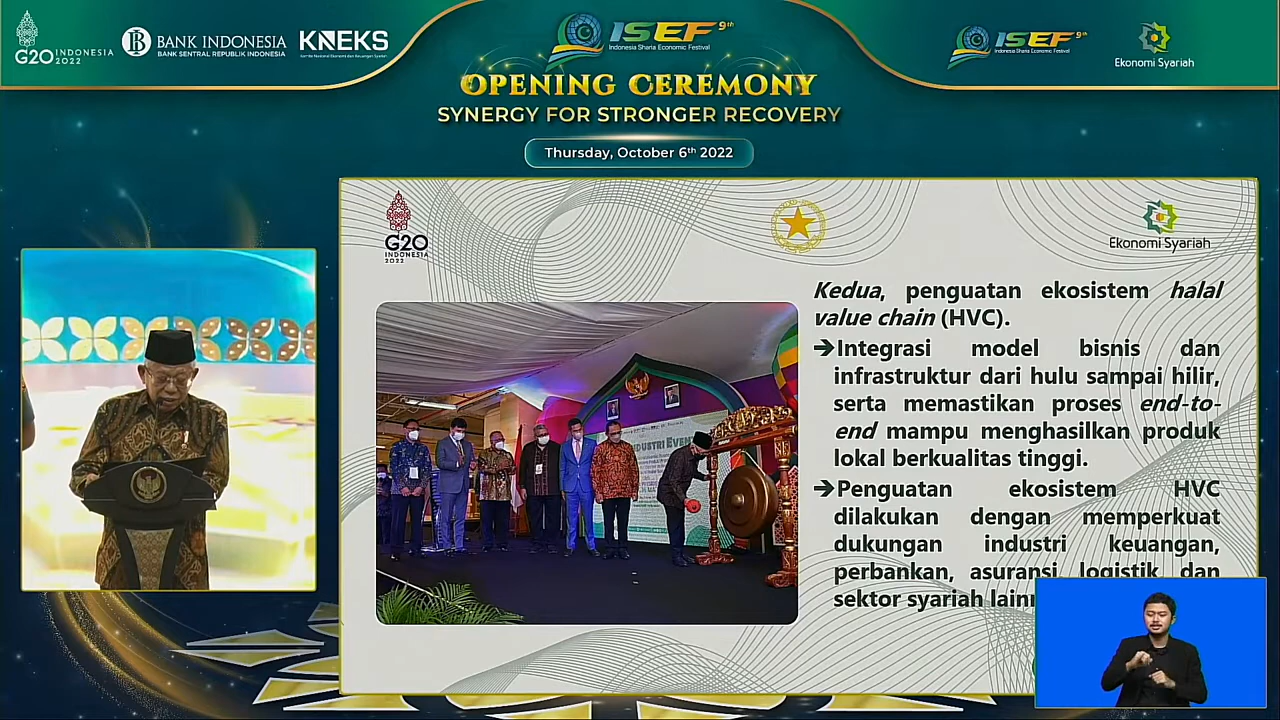 G20 INDONESIA 2022
BANK INDONESIA
BANK SENTRAL REPUBLIK INDONESIA
KNEKS
ISEF 9th
Indonesia Sharia Economic Festival
ISEF 9th
Indonesia Sharia Economic Festival
Ekonomi Syariah
OPENING CEREMONY
SYNERGY FOR STRONGER RECOVERY
Thursday, October 6th 2022
G20
INDONESIA
2022
Ekonomi Syariah
Kedua, penguatan ekosistem halal
value chain (HVC).
➔Integrasi model bisnis dan
infrastruktur dari hulu sampai hilir,
serta memastikan proses end-to-
end mampu menghasilkan produk
lokal berkualitas tinggi.
➔Penguatan ekosistem HVC
dilakukan dengan memperkuat
dukungan industri keuangan,
perbankan, asuransi, logistik, dan
sektor syariah